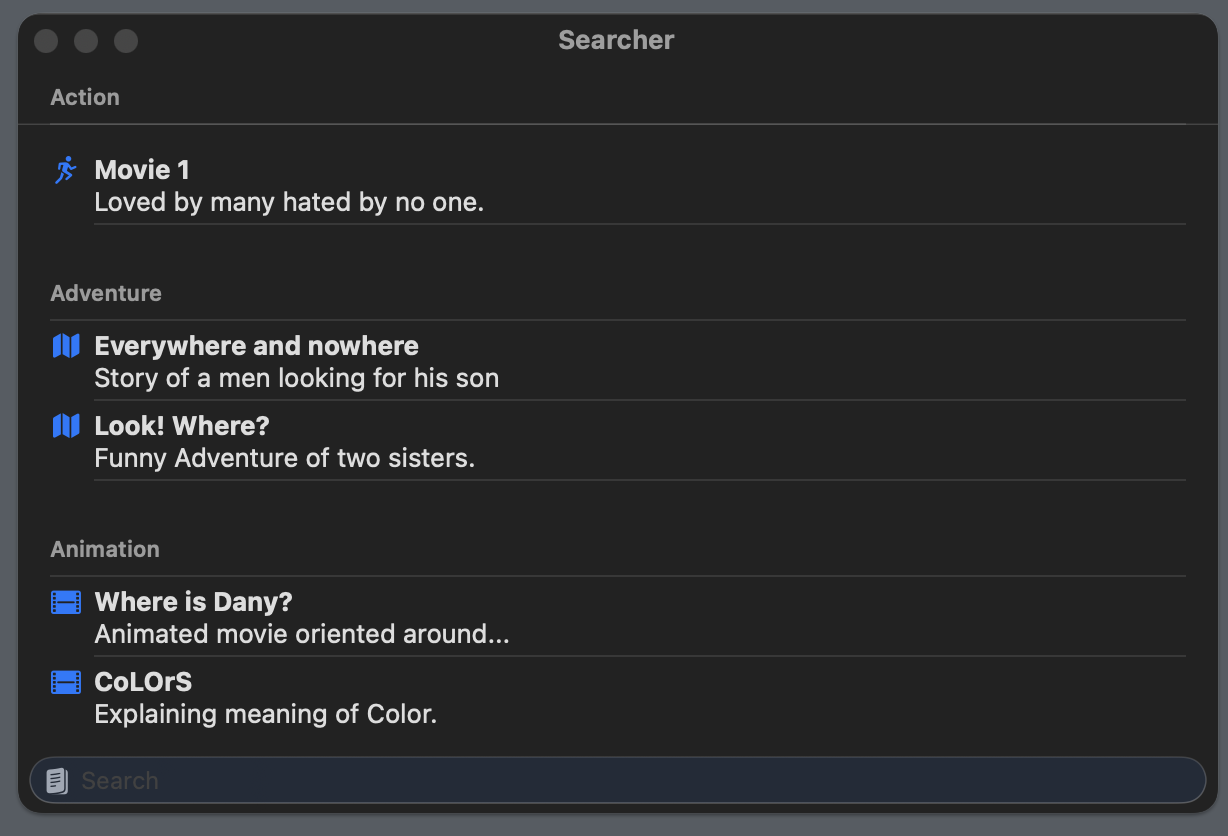 Searcher
Action
Movie 1
Loved by many hated by no one.
Adventure
Everywhere and nowhere
Story of a men looking for his son
Look! Where?
Funny Adventure of two sisters.
Animation
Where is Dany?
Animated movie oriented around...
CoLOrS
Explaining meaning of Color.
Search